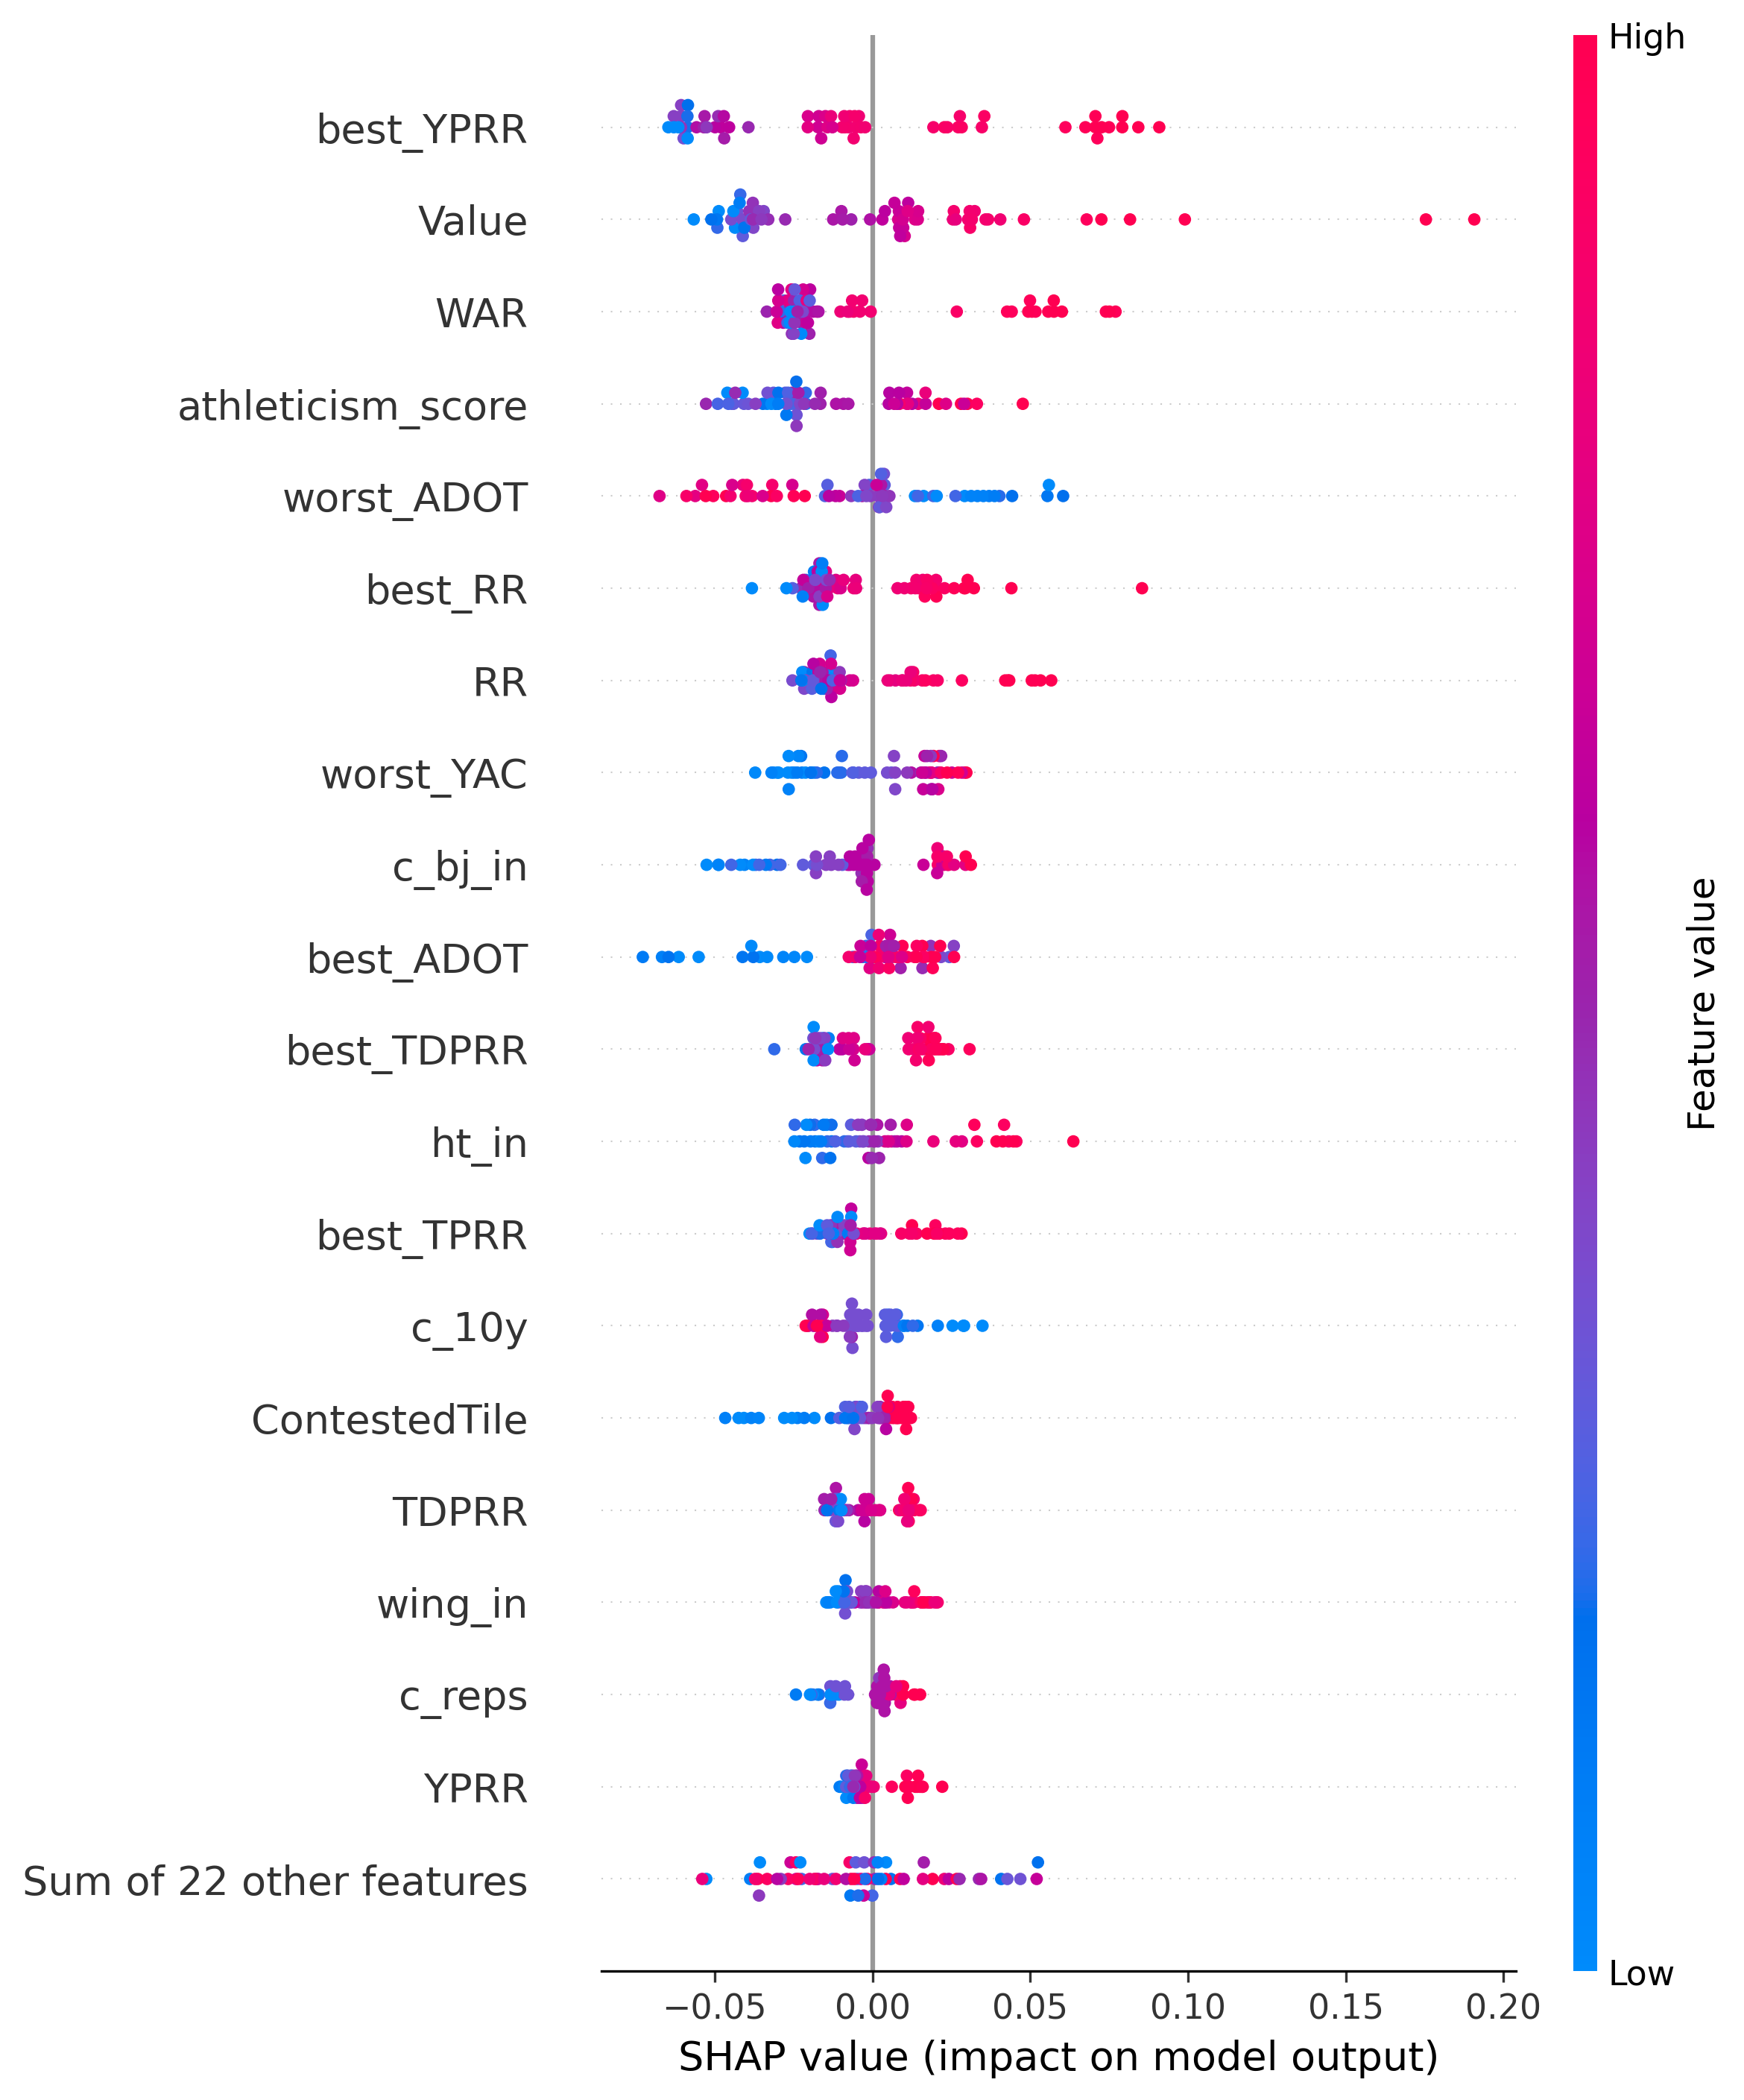 High
best_YPRR
Value
WAR
athleticism_score
worst_ADOT
best_RR
RR
worst_YAC
c_bj_in
best_ADOT
best_TDPRR
ht_in
best_TPRR
c_10y
ContestedTile
TDPRR
wing_in
c_reps
YPRR
Sum of 22 other features
Feature value
Low
−0.05 0.00 0.05 0.10 0.15 0.20
SHAP value (impact on model output)